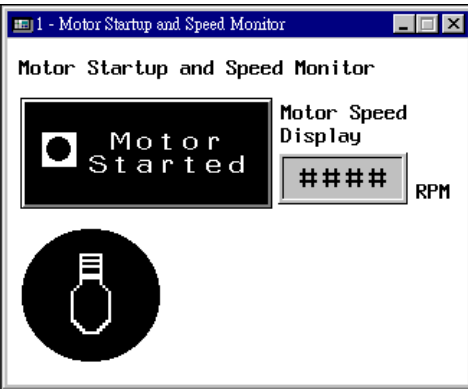 1 - Motor Startup and Speed Monitor
Motor Startup and Speed Monitor
Motor
Started
Motor Speed
Display
####
RPM